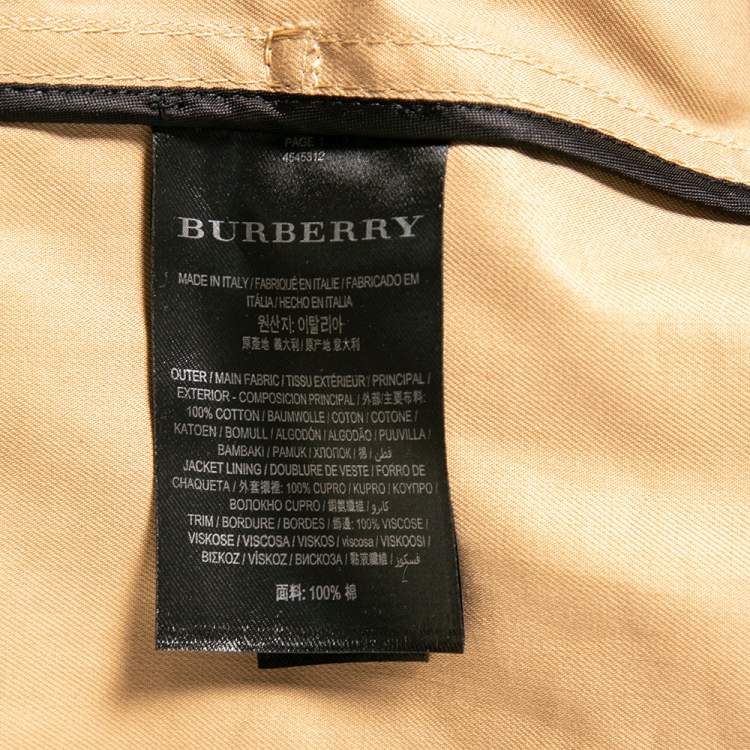 PAGE 1
4545312
BURBERRY
MADE IN ITALY / FABRIQUÉ EN ITALIE / FABRICADO EM
ITÁLIA / HECHO EN ITALIA
원산지: 이탈리아
原產地 義大利 / 原产地 意大利
OUTER / MAIN FABRIC / TISSU EXTÉRIEUR / PRINCIPAL /
EXTERIOR - COMPOSICION PRINCIPAL / 外部/主要布料:
100% COTTON / BAUMWOLLE / COTON / COTONE /
KATOEN / BOMULL / ALGODÓN / ALGODÃO / PUUVILLA /
BAMBAKI / PAMUK / ХЛОПОК / 棉 / قطن /
JACKET LINING / DOUBLURE DE VESTE / FORRO DE
CHAQUETA / 外套襯裡: 100% CUPRO / KUPRO / ΚΟΥΠΡΟ /
ВОЛОКНО CUPRO / 銅氨纖維 / كابرو /
TRIM / BORDURE / BORDES / 飾邊: 100% VISCOSE /
VISKOSE / VISCOSA / VISKOS / viscosa / VISKOOSI /
ΒΙΣΚΟΖ / VİSKOZ / ВИСКОЗА / 黏液纖維 / فسكوز /
面料: 100% 棉